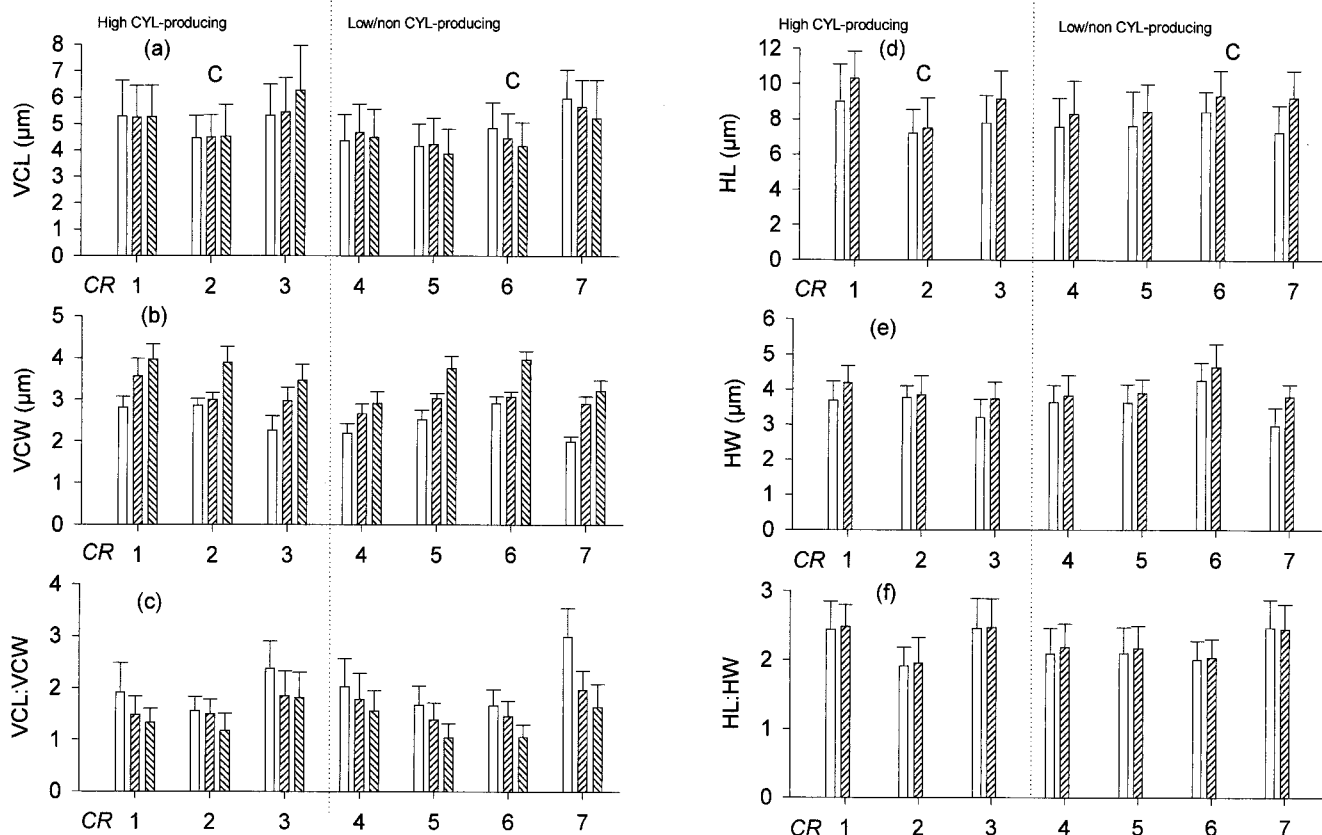 High CYL-producing
Low/non CYL-producing
(a)
C
C
VCL (µm)
8
7
6
5
4
3
2
1
0
CR 1 2 3 4 5 6 7
(b)
VCW (µm)
5
4
3
2
1
0
CR 1 2 3 4 5 6 7
(c)
VCL:VCW
4
3
2
1
0
CR 1 2 3 4 5 6 7
High CYL-producing
Low/non CYL-producing
(d)
C
C
HL (µm)
12
10
8
6
4
2
0
CR 1 2 3 4 5 6 7
(e)
HW (µm)
6
5
4
3
2
1
0
CR 1 2 3 4 5 6 7
(f)
HL:HW
3
2
1
0
CR 1 2 3 4 5 6 7